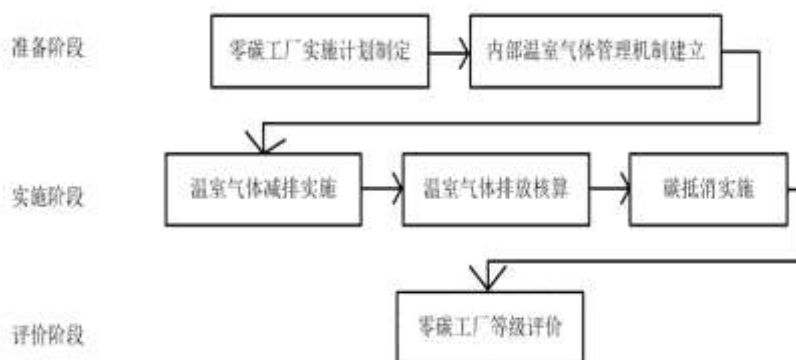 准备阶段
零碳工厂实施计划制定
内部温室气体管理机制建立
实施阶段
温室气体减排实施
温室气体排放核算
碳抵消实施
评价阶段
零碳工厂等级评价